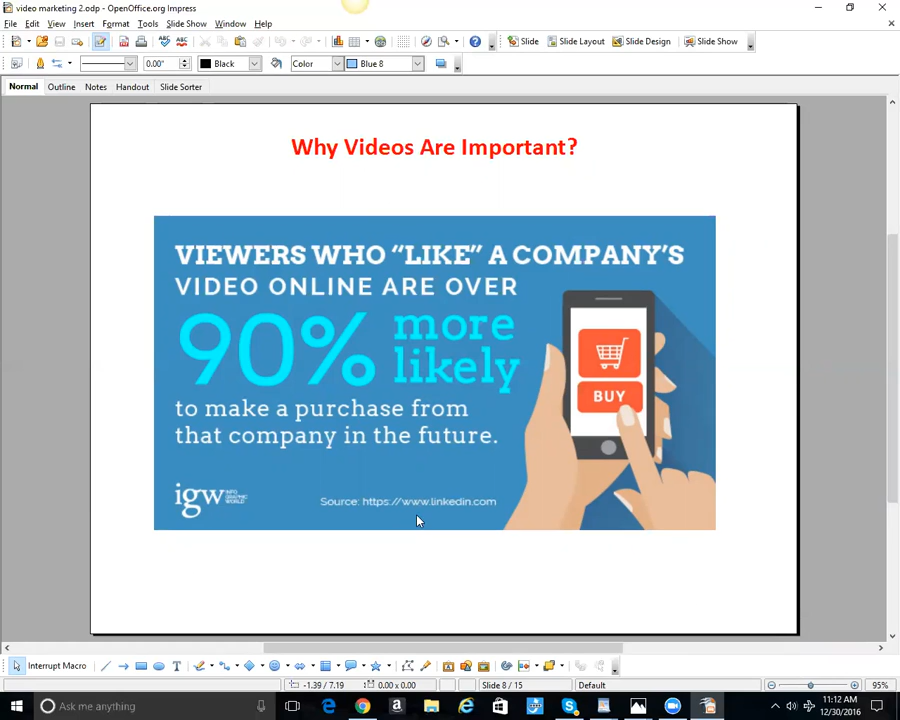 video marketing 2.odp - OpenOffice.org Impress
File Edit View Insert Format Tools Slide Show Window Help
Slide Slide Layout Slide Design Slide Show
0.00" Black Color Blue 8
Normal Outline Notes Handout Slide Sorter
Why Videos Are Important?
VIEWERS WHO “LIKE” A COMPANY’S
VIDEO ONLINE ARE OVER
90% more
likely
to make a purchase from
that company in the future.
BUY
igw INFO
GRAPHIC
WORLD
Source: https://www.linkedin.com
Interrupt Macro
-1.39 / 7.19 0.00 x 0.00 Slide 8 / 15 Default 95%
Ask me anything
11:12 AM
12/30/2016